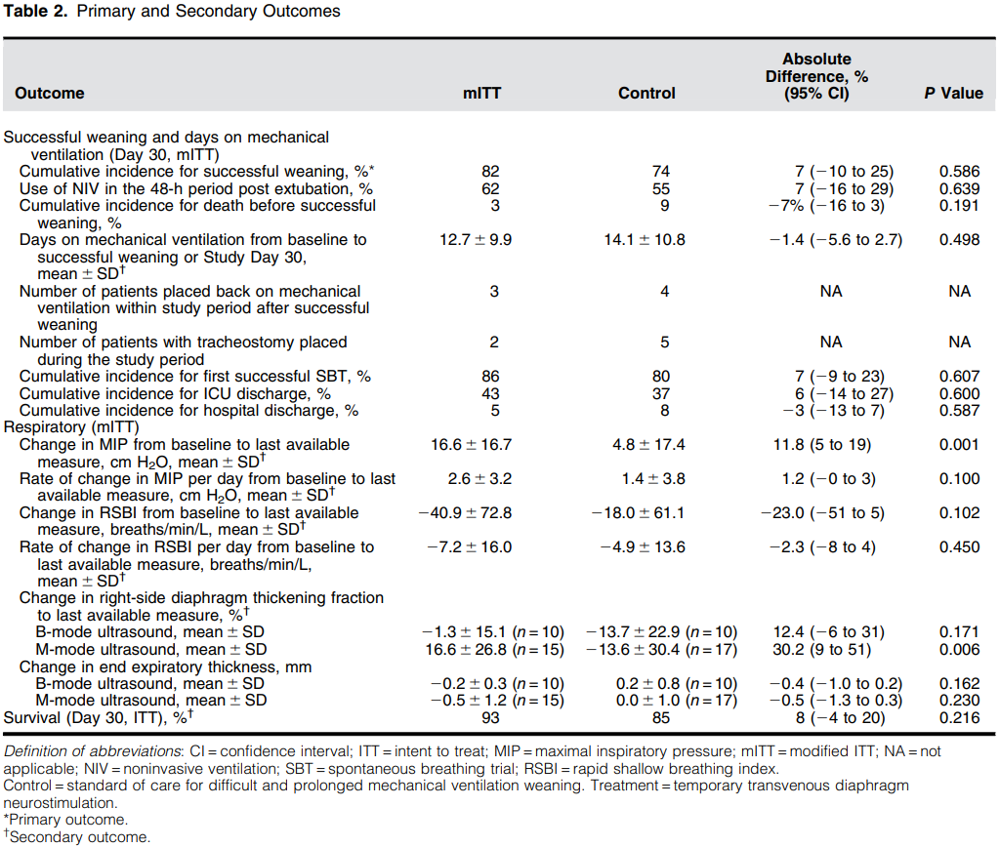 Table 2. Primary and Secondary Outcomes
Absolute
Difference, %
Outcome mITT Control (95% CI) P Value
Successful weaning and days on mechanical
ventilation (Day 30, mITT)
Cumulative incidence for successful weaning, %* 82 74 7 (−10 to 25) 0.586
Use of NIV in the 48-h period post extubation, % 62 55 7 (−16 to 29) 0.639
Cumulative incidence for death before successful 3 9 −7% (−16 to 3) 0.191
weaning, %
Days on mechanical ventilation from baseline to 12.7 ± 9.9 14.1 ± 10.8 −1.4 (−5.6 to 2.7) 0.498
successful weaning or Study Day 30,
mean ± SD†
Number of patients placed back on mechanical 3 4 NA NA
ventilation within study period after successful
weaning
Number of patients with tracheostomy placed 2 5 NA NA
during the study period
Cumulative incidence for first successful SBT, % 86 80 7 (−9 to 23) 0.607
Cumulative incidence for ICU discharge, % 43 37 6 (−14 to 27) 0.600
Cumulative incidence for hospital discharge, % 5 8 −3 (−13 to 7) 0.587
Respiratory (mITT)
Change in MIP from baseline to last available 16.6 ± 16.7 4.8 ± 17.4 11.8 (5 to 19) 0.001
measure, cm H₂O, mean ± SD†
Rate of change in MIP per day from baseline to last 2.6 ± 3.2 1.4 ± 3.8 1.2 (−0 to 3) 0.100
available measure, cm H₂O, mean ± SD†
Change in RSBI from baseline to last available −40.9 ± 72.8 −18.0 ± 61.1 −23.0 (−51 to 5) 0.102
measure, breaths/min/L, mean ± SD†
Rate of change in RSBI per day from baseline to −7.2 ± 16.0 −4.9 ± 13.6 −2.3 (−8 to 4) 0.450
last available measure, breaths/min/L,
mean ± SD†
Change in right-side diaphragm thickening fraction
to last available measure, %†
B-mode ultrasound, mean ± SD −1.3 ± 15.1 (n = 10) −13.7 ± 22.9 (n = 10) 12.4 (−6 to 31) 0.171
M-mode ultrasound, mean ± SD 16.6 ± 26.8 (n = 15) −13.6 ± 30.4 (n = 17) 30.2 (9 to 51) 0.006
Change in end expiratory thickness, mm
B-mode ultrasound, mean ± SD −0.2 ± 0.3 (n = 10) 0.2 ± 0.8 (n = 10) −0.4 (−1.0 to 0.2) 0.162
M-mode ultrasound, mean ± SD −0.5 ± 1.2 (n = 15) 0.0 ± 1.0 (n = 17) −0.5 (−1.3 to 0.3) 0.230
Survival (Day 30, ITT), %† 93 85 8 (−4 to 20) 0.216
Definition of abbreviations: CI = confidence interval; ITT = intent to treat; MIP = maximal inspiratory pressure; mITT = modified ITT; NA = not
applicable; NIV = noninvasive ventilation; SBT = spontaneous breathing trial; RSBI = rapid shallow breathing index.
Control = standard of care for difficult and prolonged mechanical ventilation weaning. Treatment = temporary transvenous diaphragm
neurostimulation.
*Primary outcome.
†Secondary outcome.